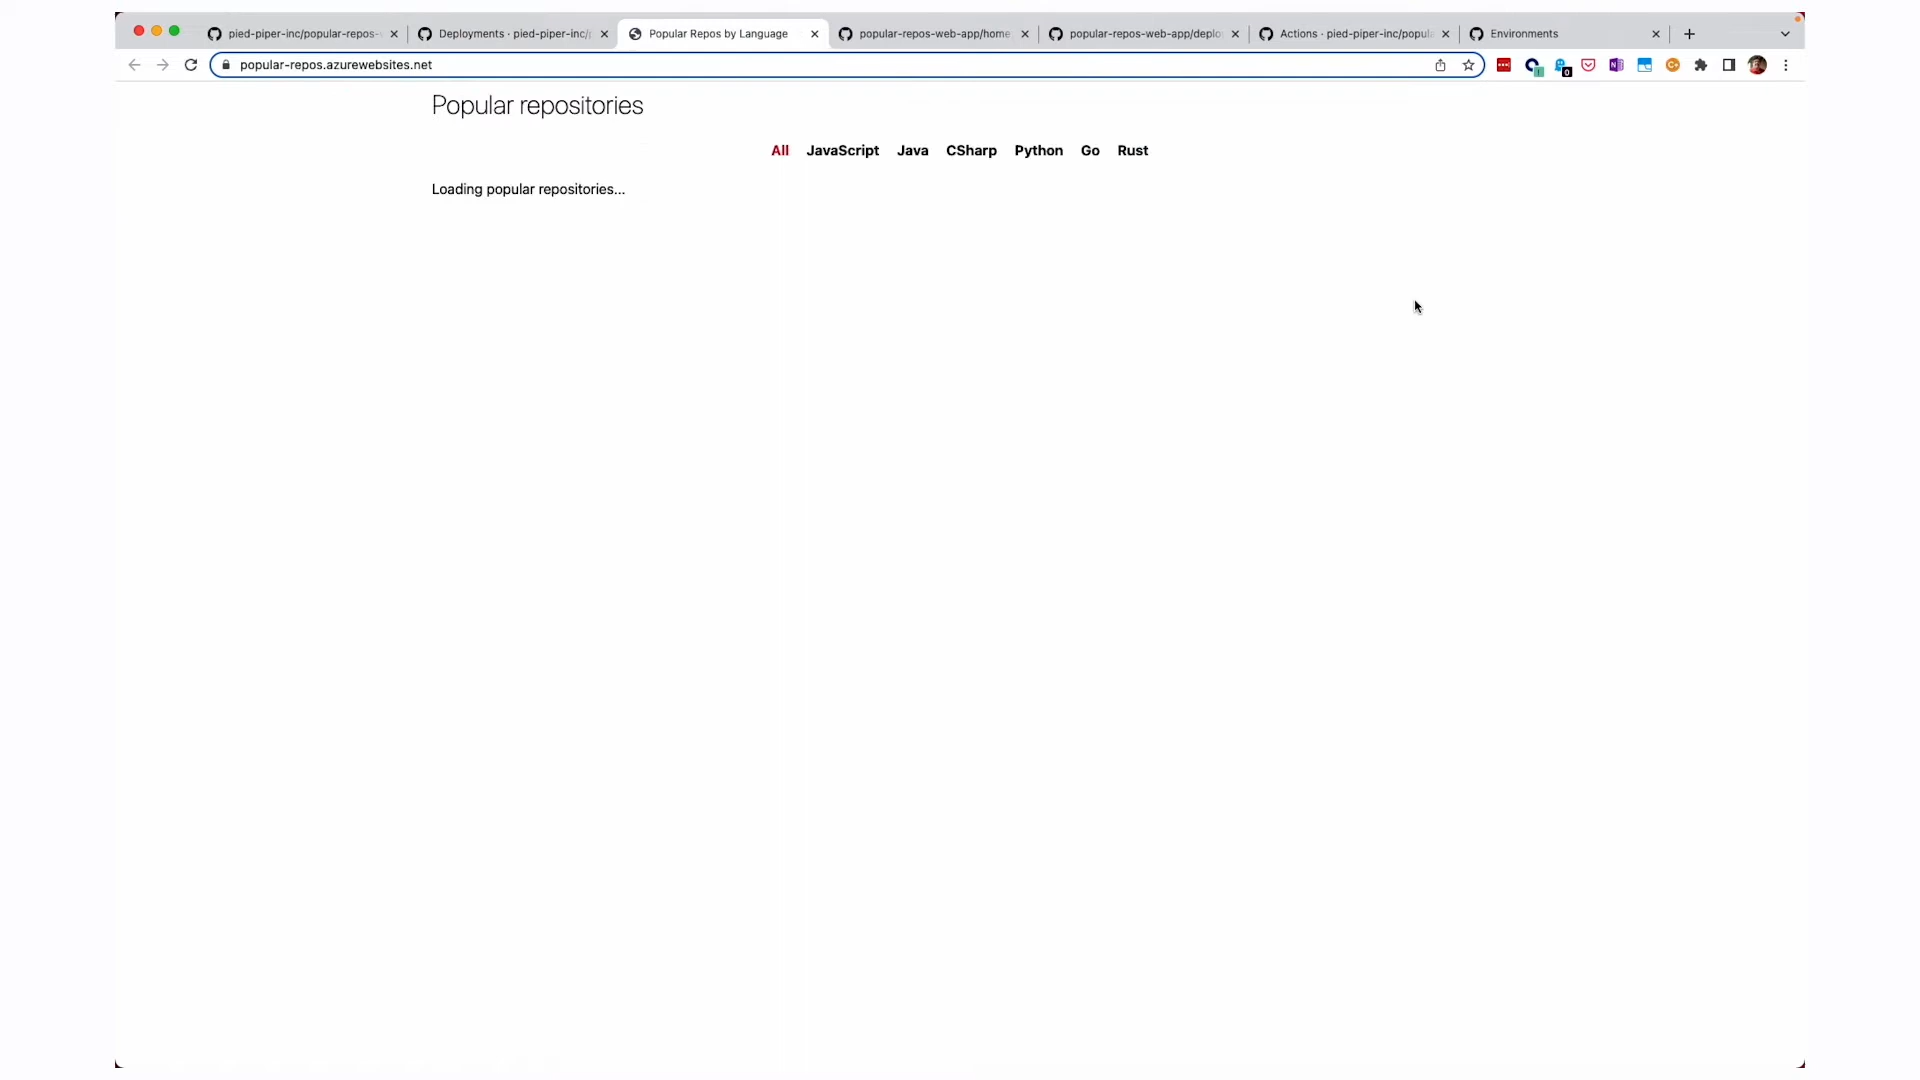 pied-piper-inc/popular-repos- Deployments · pied-piper-inc/ Popular Repos by Language popular-repos-web-app/home popular-repos-web-app/deplo Actions · pied-piper-inc/popul Environments
popular-repos.azurewebsites.net
Popular repositories
All JavaScript Java CSharp Python Go Rust
Loading popular repositories...